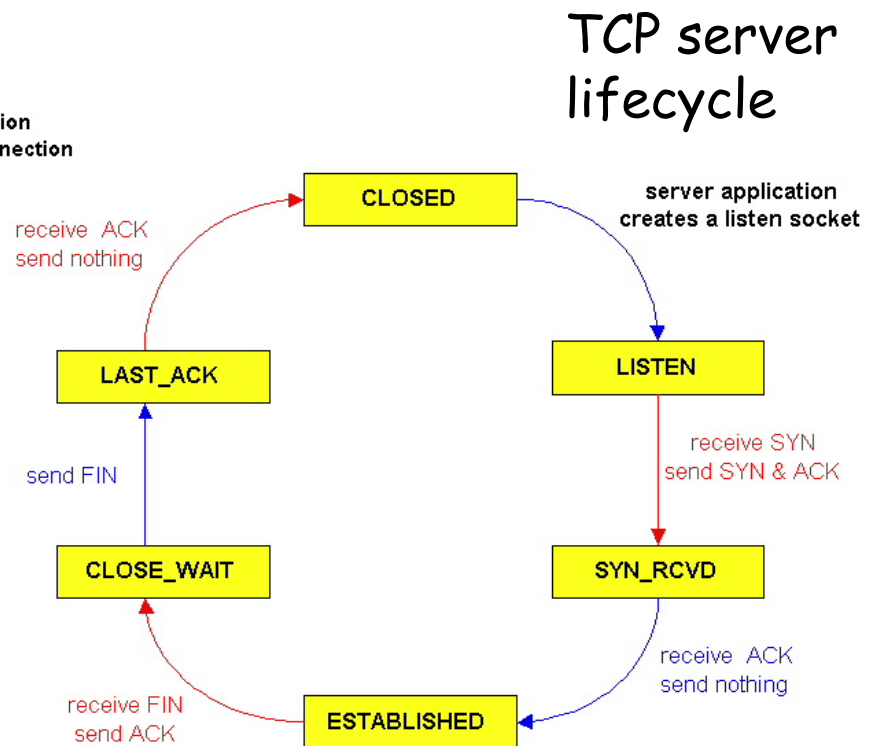 TCP server
lifecycle
ion
nection
CLOSED
server application
creates a listen socket
receive ACK
send nothing
LAST_ACK
LISTEN
receive SYN
send SYN & ACK
send FIN
CLOSE_WAIT
SYN_RCVD
receive ACK
send nothing
receive FIN
send ACK
ESTABLISHED